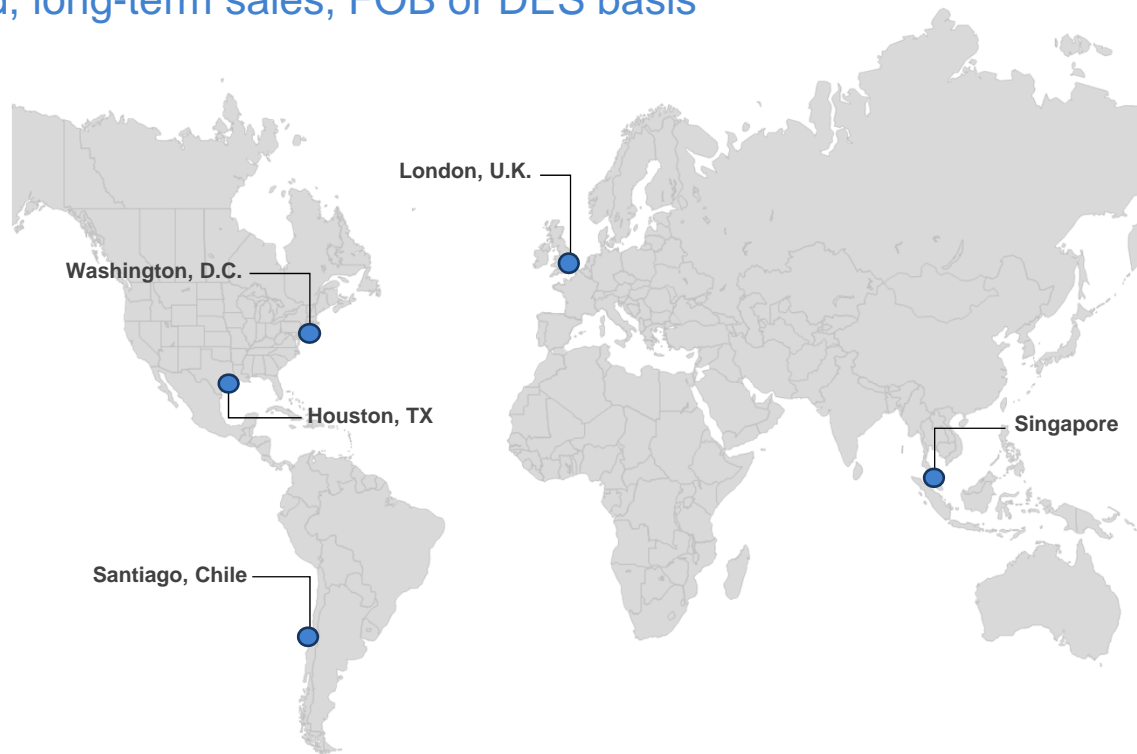 long-term sales, FOB or DES basis
London, U.K.
Washington, D.C.
Houston, TX
Singapore
Santiago, Chile